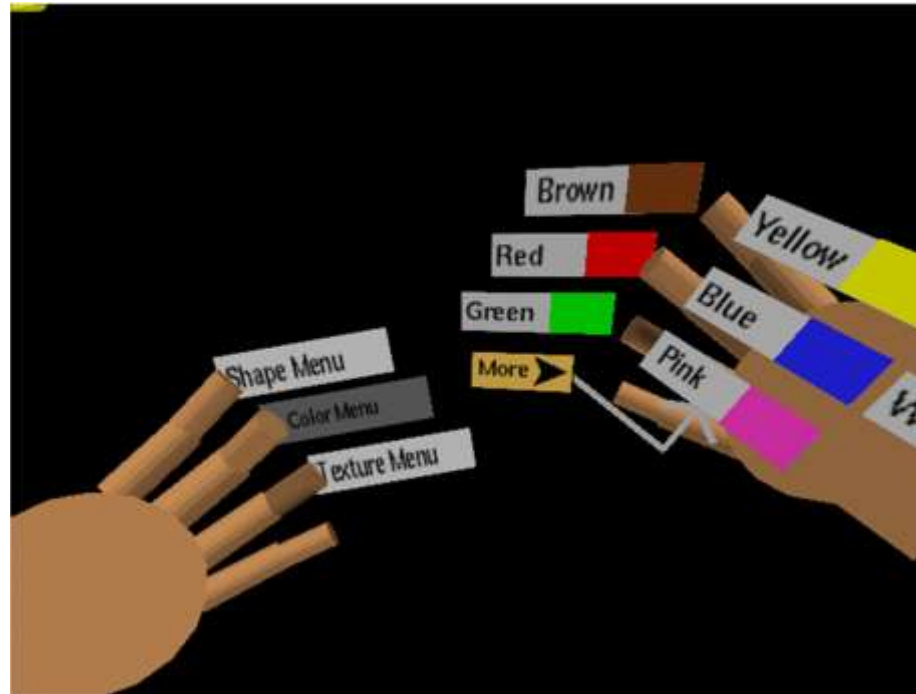 Brown
Yellow
Red
Blue
Green
Pink
More
Shape Menu
Color Menu
Texture Menu